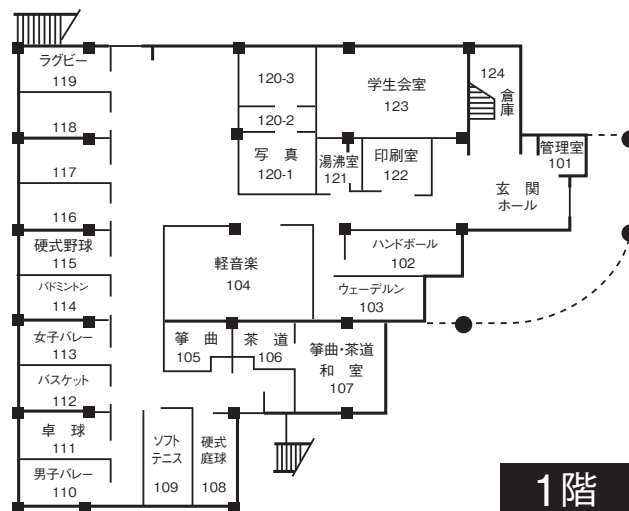 ラグビー
119
118
117
116
硬式野球
115
バドミントン
114
女子バレー
113
バスケット
112
卓球
111
男子バレー
110
ソフト
テニス
109
硬式
庭球
108
120-3
120-2
写真
120-1
学生会室
123
湯沸室
121
印刷室
122
124
倉庫
管理室
101
玄関
ホール
軽音楽
104
ハンドボール
102
ウェーデルン
103
箏曲
105
茶道
106
箏曲・茶道
和室
107
1階